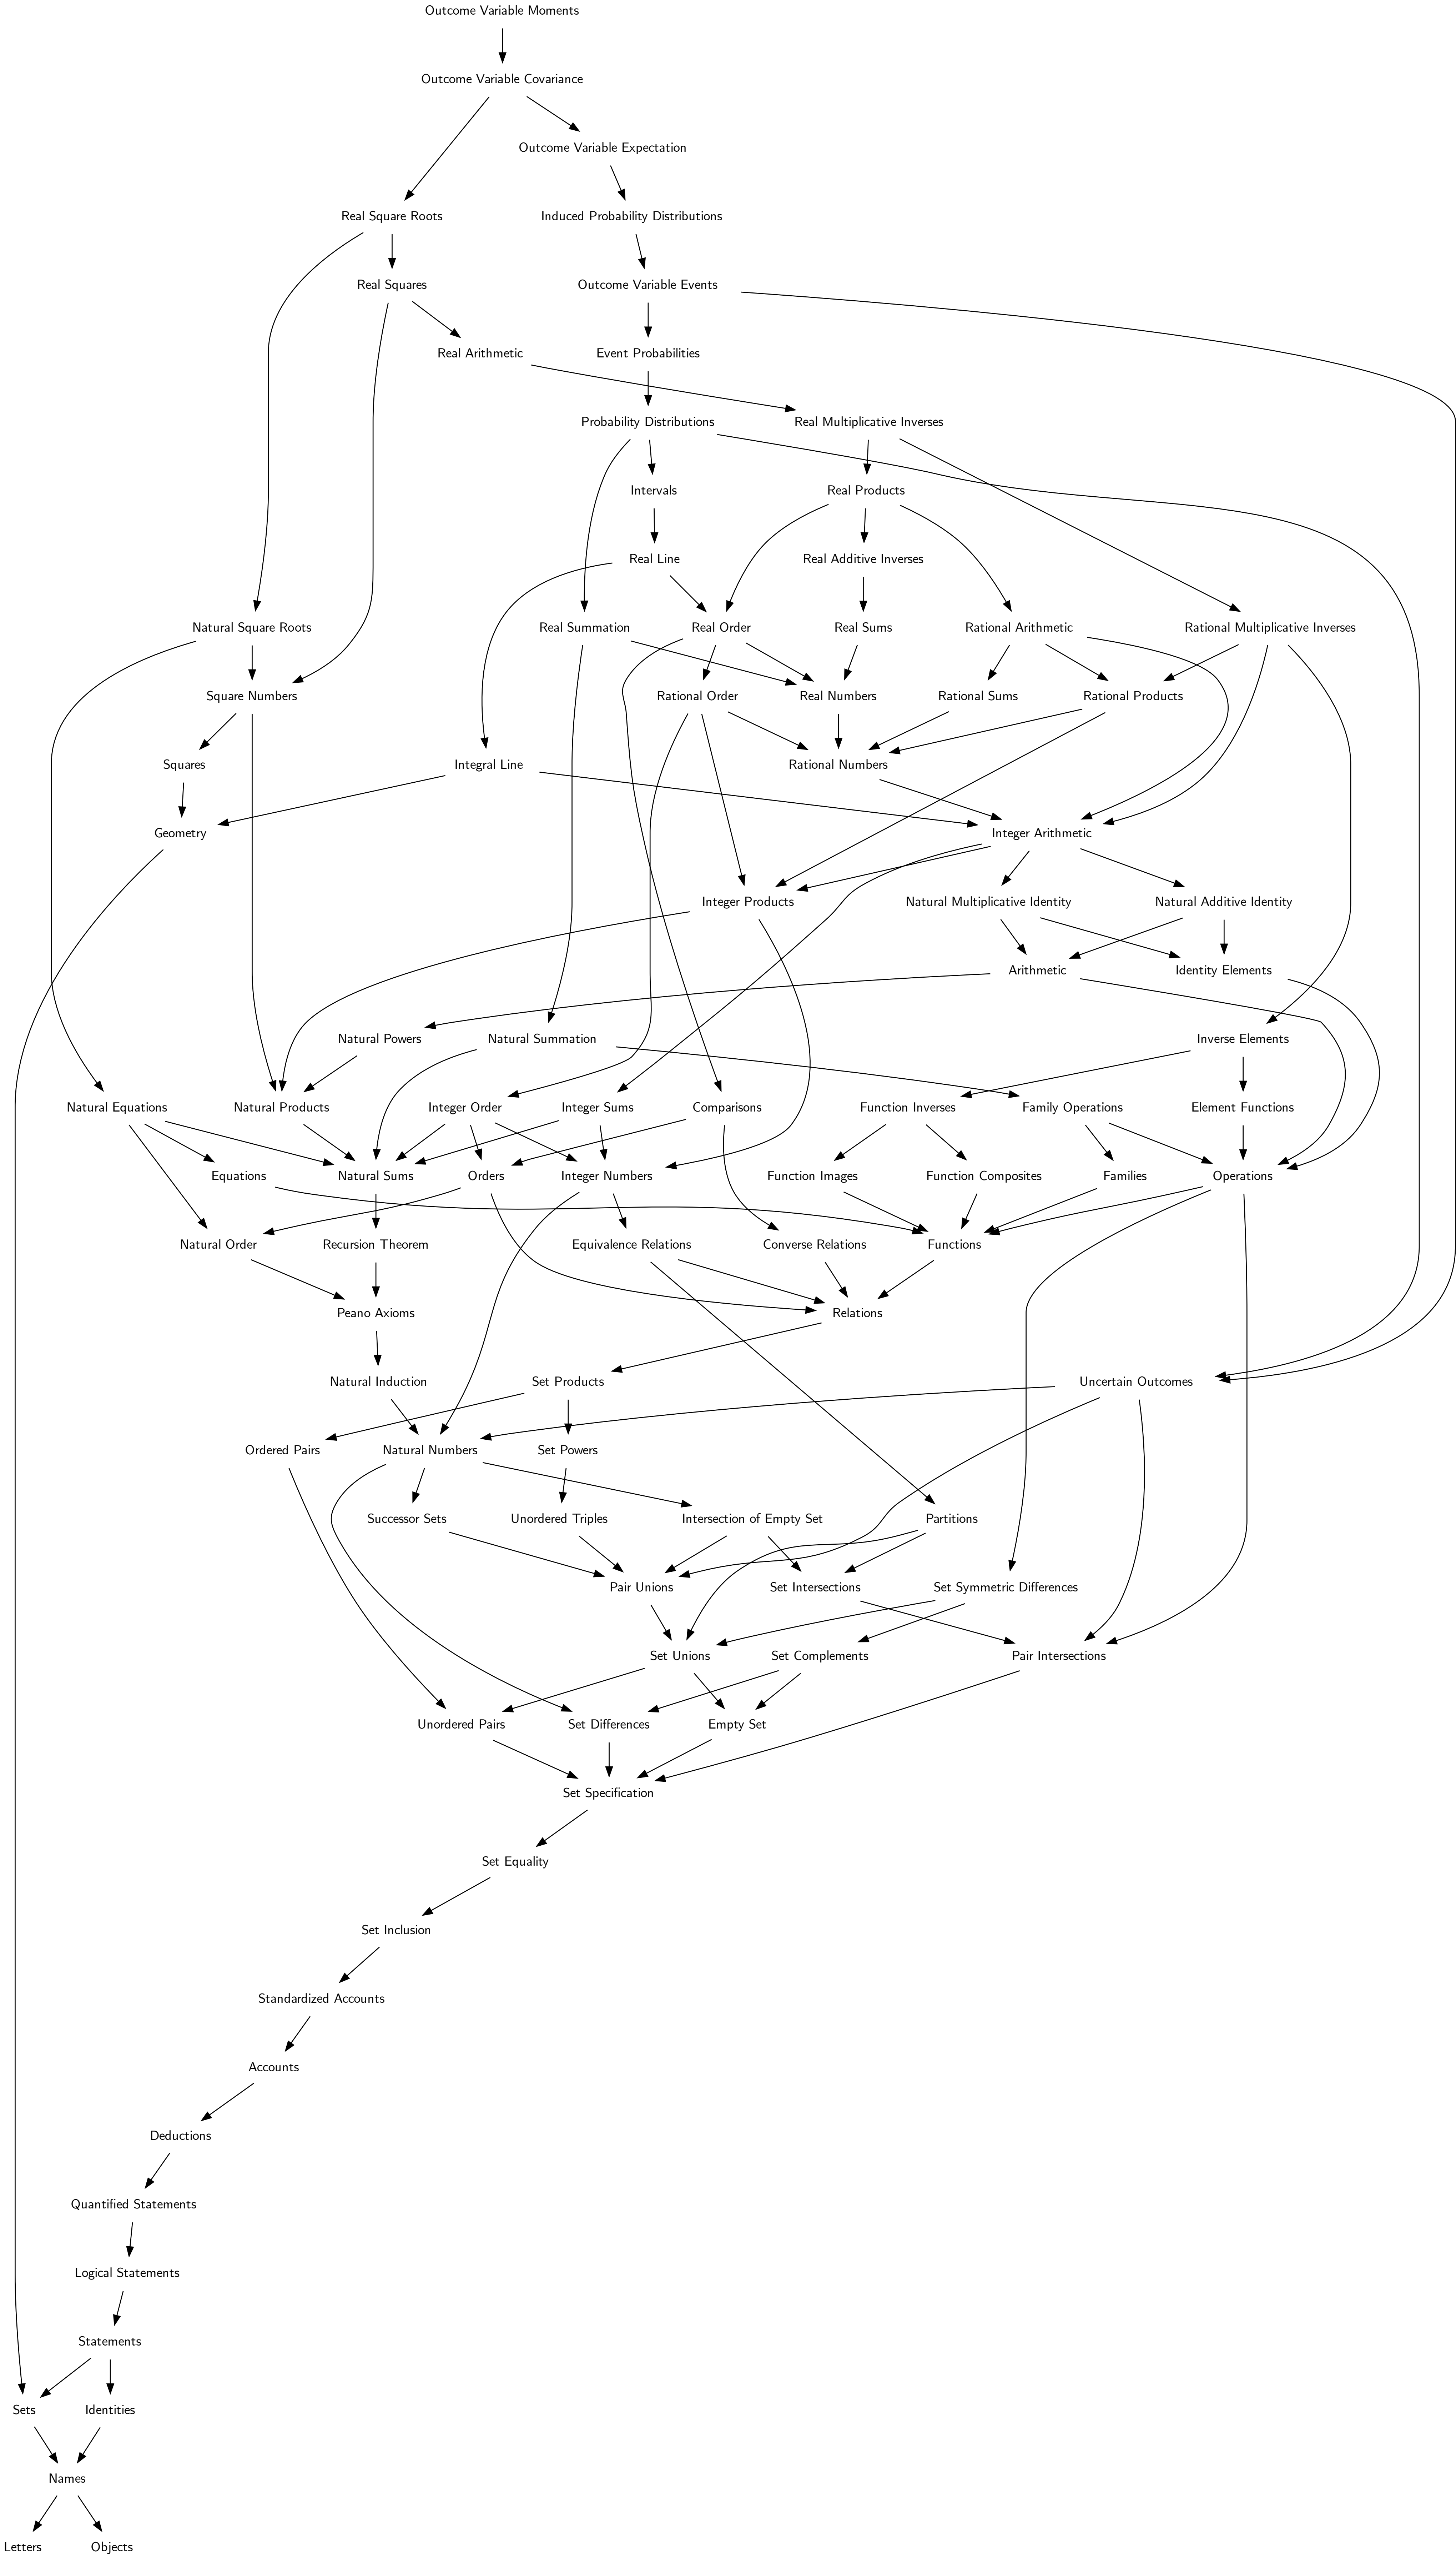 Outcome Variable Moments
Outcome Variable Covariance
Outcome Variable Expectation
Real Square Roots
Induced Probability Distributions
Real Squares
Outcome Variable Events
Real Arithmetic
Event Probabilities
Probability Distributions
Real Multiplicative Inverses
Intervals
Real Products
Real Line
Real Additive Inverses
Natural Square Roots
Real Summation
Real Order
Real Sums
Rational Arithmetic
Rational Multiplicative Inverses
Square Numbers
Rational Order
Real Numbers
Rational Sums
Rational Products
Squares
Integral Line
Rational Numbers
Geometry
Integer Arithmetic
Integer Products
Natural Multiplicative Identity
Natural Additive Identity
Arithmetic
Identity Elements
Natural Powers
Natural Summation
Inverse Elements
Natural Equations
Natural Products
Integer Order
Integer Sums
Comparisons
Function Inverses
Family Operations
Element Functions
Equations
Natural Sums
Orders
Integer Numbers
Function Images
Function Composites
Families
Operations
Natural Order
Recursion Theorem
Equivalence Relations
Converse Relations
Functions
Peano Axioms
Relations
Natural Induction
Set Products
Uncertain Outcomes
Ordered Pairs
Natural Numbers
Set Powers
Successor Sets
Unordered Triples
Intersection of Empty Set
Partitions
Pair Unions
Set Intersections
Set Symmetric Differences
Set Unions
Set Complements
Pair Intersections
Unordered Pairs
Set Differences
Empty Set
Set Specification
Set Equality
Set Inclusion
Standardized Accounts
Accounts
Deductions
Quantified Statements
Logical Statements
Statements
Sets
Identities
Names
Letters
Objects